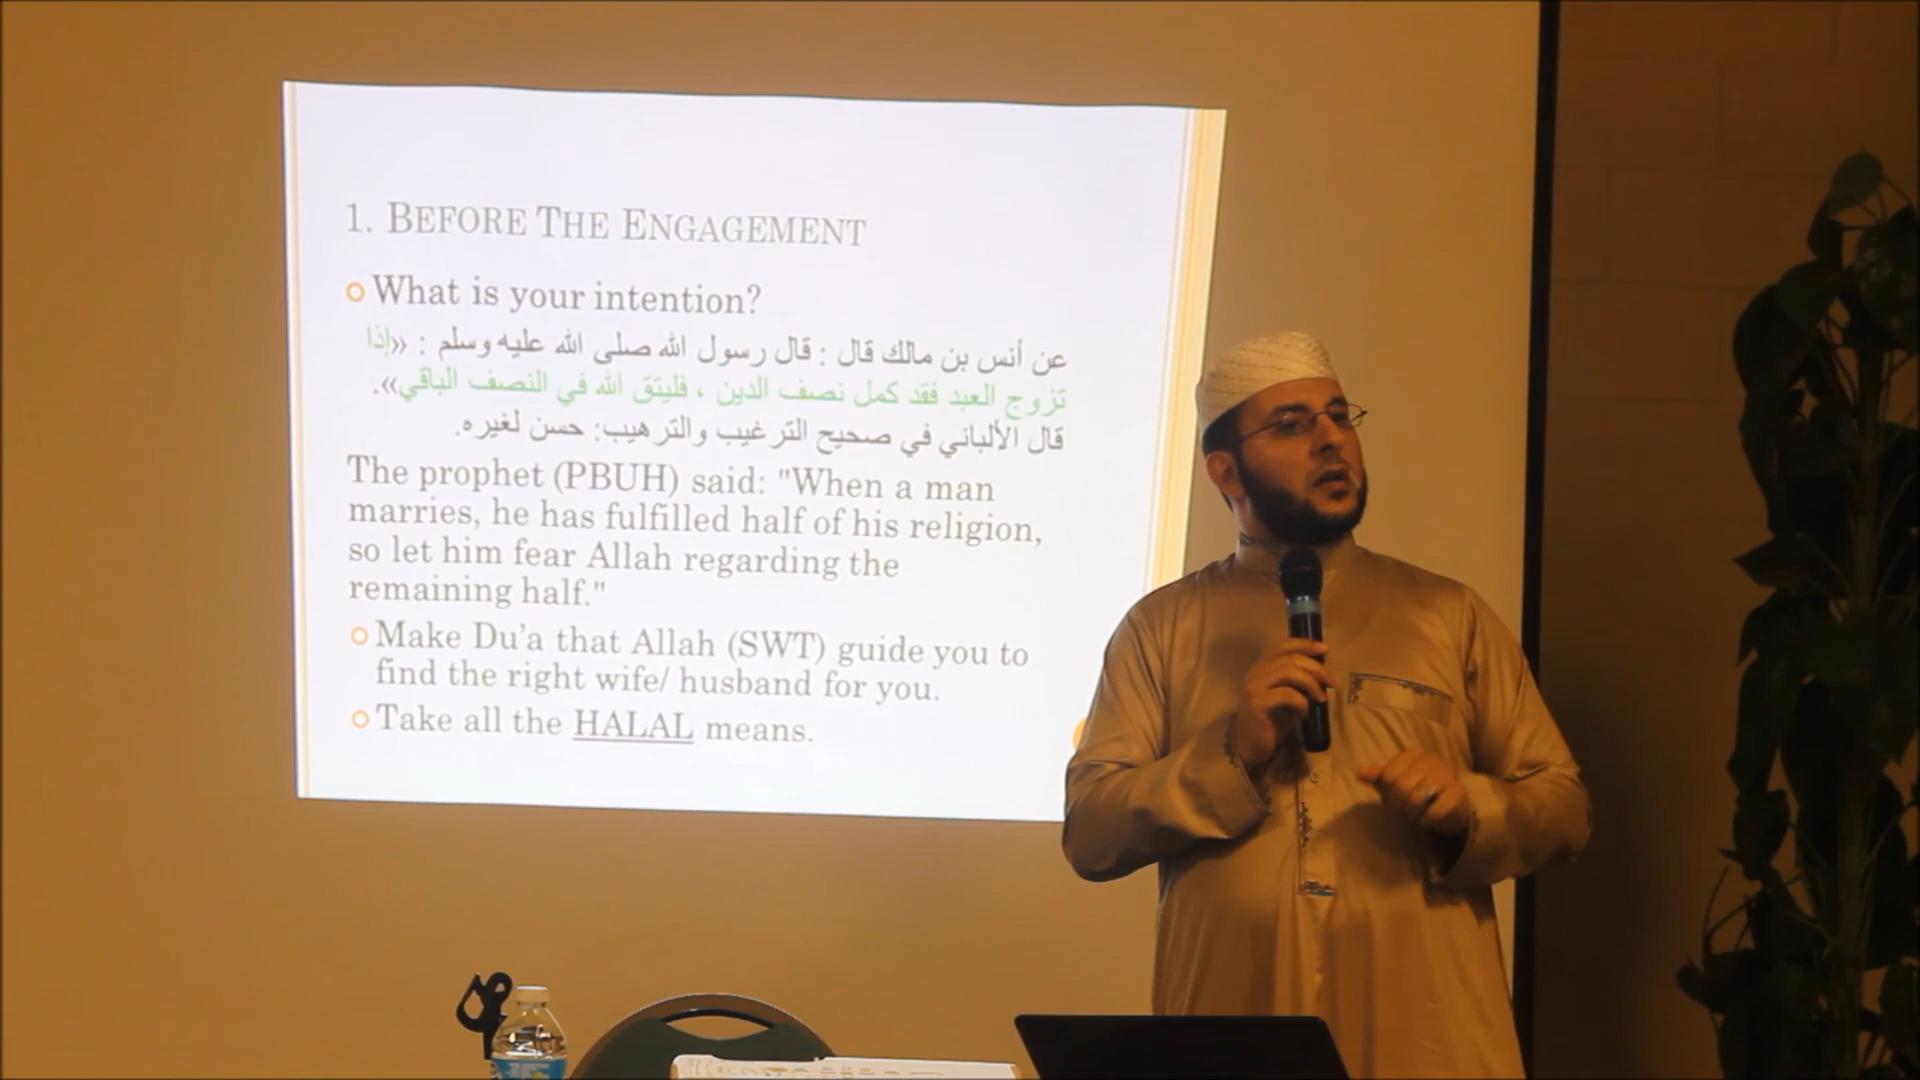 1. BEFORE THE ENGAGEMENT
What is your intention?
عن أنس بن مالك قال : قال رسول الله صلى الله عليه وسلم : «إذا
تزوج العبد فقد كمل نصف الدين ، فليتق الله في النصف الباقي».
قال الألباني في صحيح الترغيب والترهيب: حسن لغيره.
The prophet (PBUH) said: "When a man
marries, he has fulfilled half of his religion,
so let him fear Allah regarding the
remaining half."
Make Du’a that Allah (SWT) guide you to
find the right wife/ husband for you.
Take all the HALAL means.